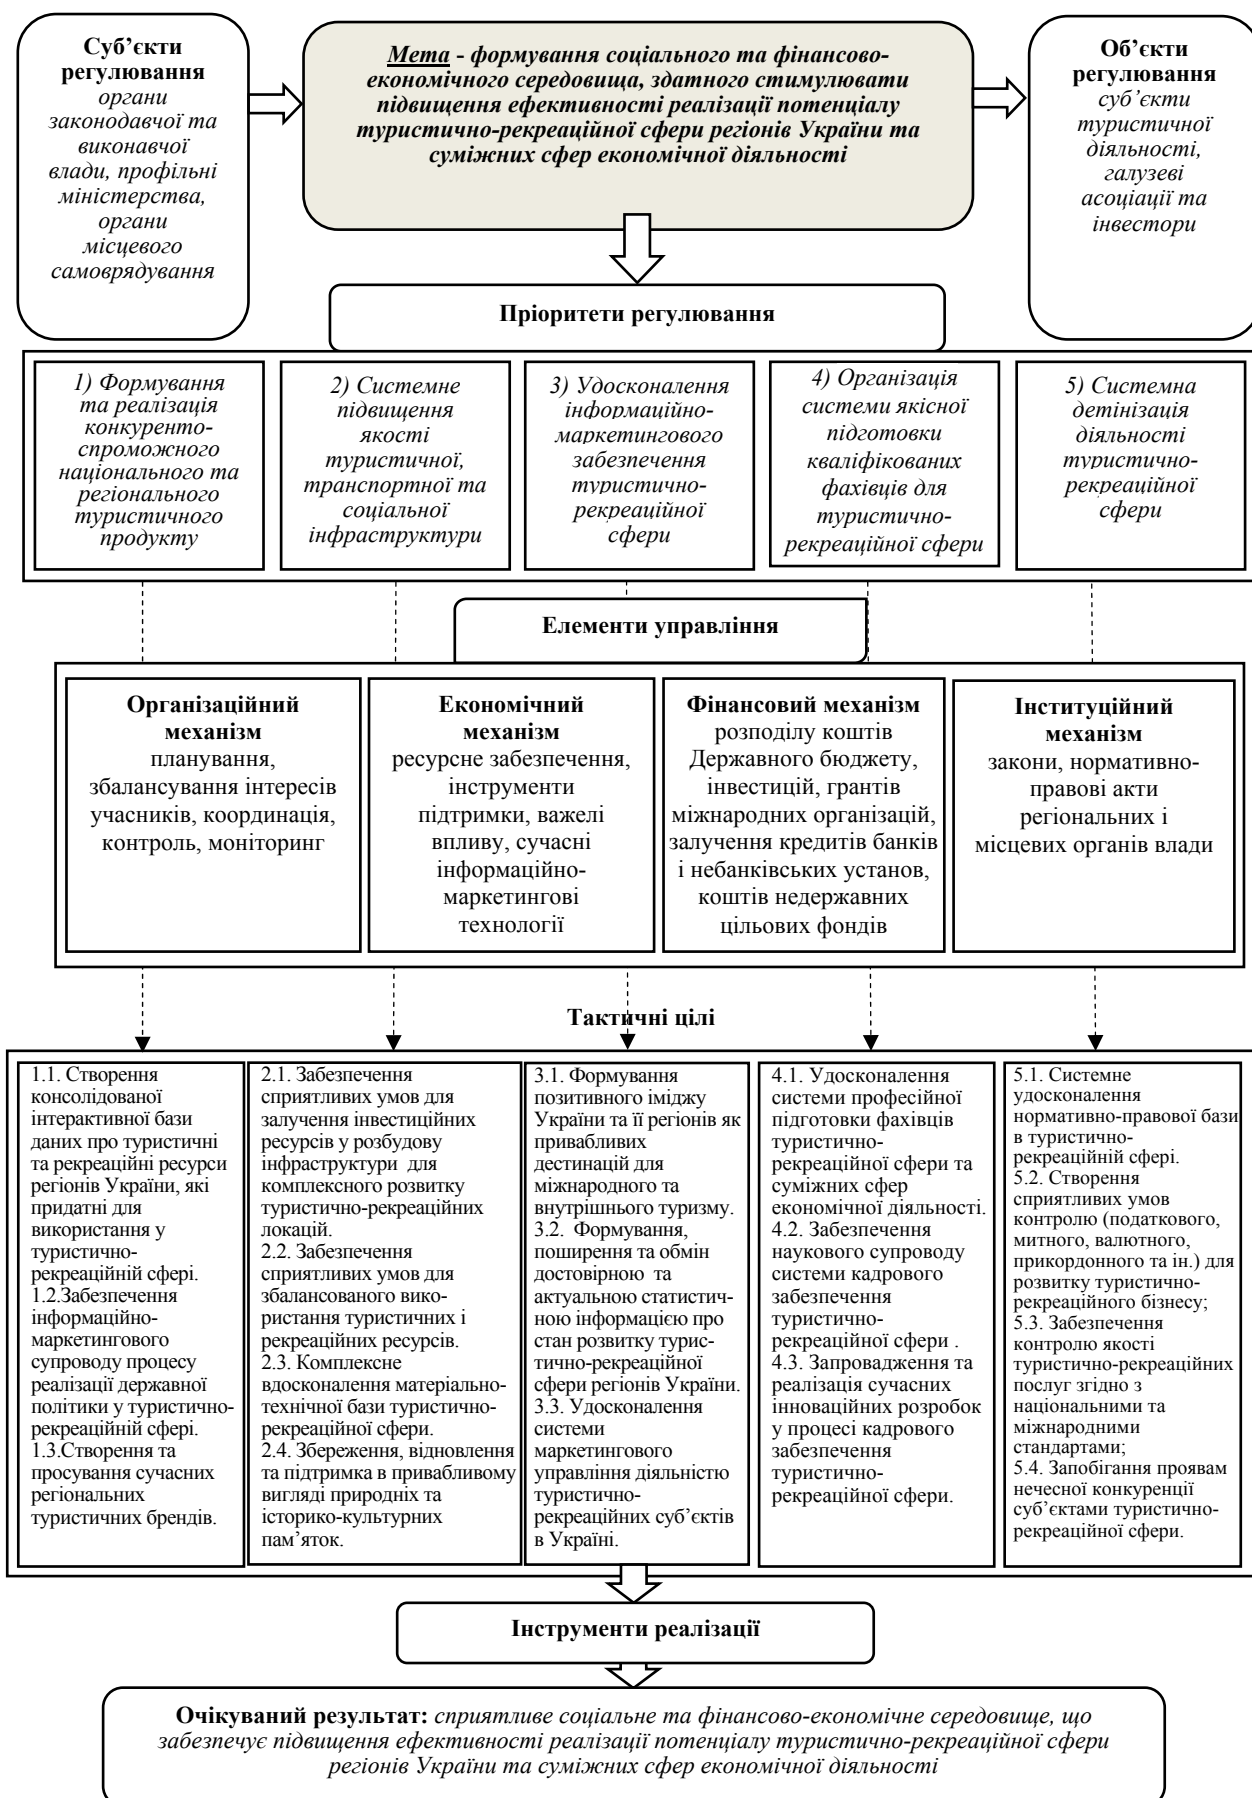 Суб’єкти
регулювання
органи
законодавчої та
виконавчої
влади, профільні
міністерства,
органи
місцевого
самоврядування
Мета - формування соціального та фінансово-
економічного середовища, здатного стимулювати
підвищення ефективності реалізації потенціалу
туристично-рекреаційної сфери регіонів України та
суміжних сфер економічної діяльності
Об’єкти
регулювання
суб’єкти
туристичної
діяльності,
галузеві
асоціації та
інвестори
Пріоритети регулювання
1) Формування
та реалізація
конкуренто-
спроможного
національного та
регіонального
туристичного
продукту
2) Системне
підвищення
якості
туристичної,
транспортної та
соціальної
інфраструктури
3) Удосконалення
інформаційно-
маркетингового
забезпечення
туристично-
рекреаційної
сфери
4) Організація
системи якісної
підготовки
кваліфікованих
фахівців для
туристично-
рекреаційної сфери
5) Системна
детінізація
діяльності
туристично-
рекреаційної
сфери
Елементи управління
Організаційний
механізм
планування,
збалансування інтересів
учасників, координація,
контроль, моніторинг
Економічний
механізм
ресурсне забезпечення,
інструменти
підтримки, важелі
впливу, сучасні
інформаційно-
маркетингові
технології
Фінансовий механізм
розподілу коштів
Державного бюджету,
інвестицій, грантів
міжнародних організацій,
залучення кредитів банків
і небанківських установ,
коштів недержавних
цільових фондів
Інституційний
механізм
закони, нормативно-
правові акти
регіональних і
місцевих органів влади
Тактичні цілі
1.1. Створення
консолідованої
інтерактивної бази
даних про туристичні
та рекреаційні ресурси
регіонів України, які
придатні для
використання у
туристично-
рекреаційній сфері.
1.2.Забезпечення
інформаційно-
маркетингового
супроводу процесу
реалізації державної
політики у туристично-
рекреаційній сфері.
1.3.Створення та
просування сучасних
регіональних
туристичних брендів.
2.1. Забезпечення
сприятливих умов для
залучення інвестиційних
ресурсів у розбудову
інфраструктури для
комплексного розвитку
туристично-рекреаційних
локацій.
2.2. Забезпечення
сприятливих умов для
збалансованого вико-
ристання туристичних і
рекреаційних ресурсів.
2.3. Комплексне
вдосконалення матеріально-
технічної бази туристично-
рекреаційної сфери.
2.4. Збереження, відновлення
та підтримка в привабливому
вигляді природніх та
історико-культурних
пам’яток.
3.1. Формування
позитивного іміджу
України та її регіонів як
привабливих
дестинацій для
міжнародного та
внутрішнього туризму.
3.2. Формування,
поширення та обмін
достовірною та
актуальною статистич-
ною інформацією про
стан розвитку турис-
тично-рекреаційної
сфери регіонів України.
3.3. Удосконалення
системи
маркетингового
управління діяльністю
туристично-
рекреаційних суб’єктів
в Україні.
4.1. Удосконалення
системи професійної
підготовки фахівців
туристично-
рекреаційної сфери та
суміжних сфер
економічної діяльності.
4.2. Забезпечення
наукового супроводу
системи кадрового
забезпечення
туристично-
рекреаційної сфери .
4.3. Запровадження та
реалізація сучасних
інноваційних розробок
у процесі кадрового
забезпечення
туристично-
рекреаційної сфери.
5.1. Системне
удосконалення
нормативно-правової бази
в туристично-
рекреаційній сфері.
5.2. Створення
сприятливих умов
контролю (податкового,
митного, валютного,
прикордонного та ін.) для
розвитку туристично-
рекреаційного бізнесу;
5.3. Забезпечення
контролю якості
туристично-рекреаційних
послуг згідно з
національними та
міжнародними
стандартами;
5.4. Запобігання проявам
нечесної конкуренції
суб’єктами туристично-
рекреаційної сфери.
Інструменти реалізації
Очікуваний результат: сприятливе соціальне та фінансово-економічне середовище, що
забезпечує підвищення ефективності реалізації потенціалу туристично-рекреаційної сфери
регіонів України та суміжних сфер економічної діяльності